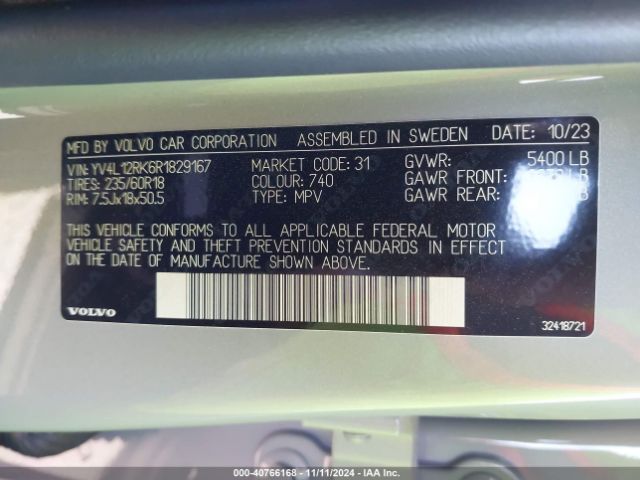 MFD BY VOLVO CAR CORPORATION ASSEMBLED IN SWEDEN DATE: 10/23
VIN: YV4L12RK6R1829167 MARKET CODE: 31 GVWR: 5400 LB
TIRES: 235/60R18 COLOUR: 740 GAWR FRONT: LB
RIM: 7.5Jx18x50.5 TYPE: MPV GAWR REAR:
THIS VEHICLE CONFORMS TO ALL APPLICABLE FEDERAL MOTOR
VEHICLE SAFETY AND THEFT PREVENTION STANDARDS IN EFFECT
ON THE DATE OF MANUFACTURE SHOWN ABOVE.
VOLVO 32418721
000-40766168 - 11/11/2024 - IAA Inc.